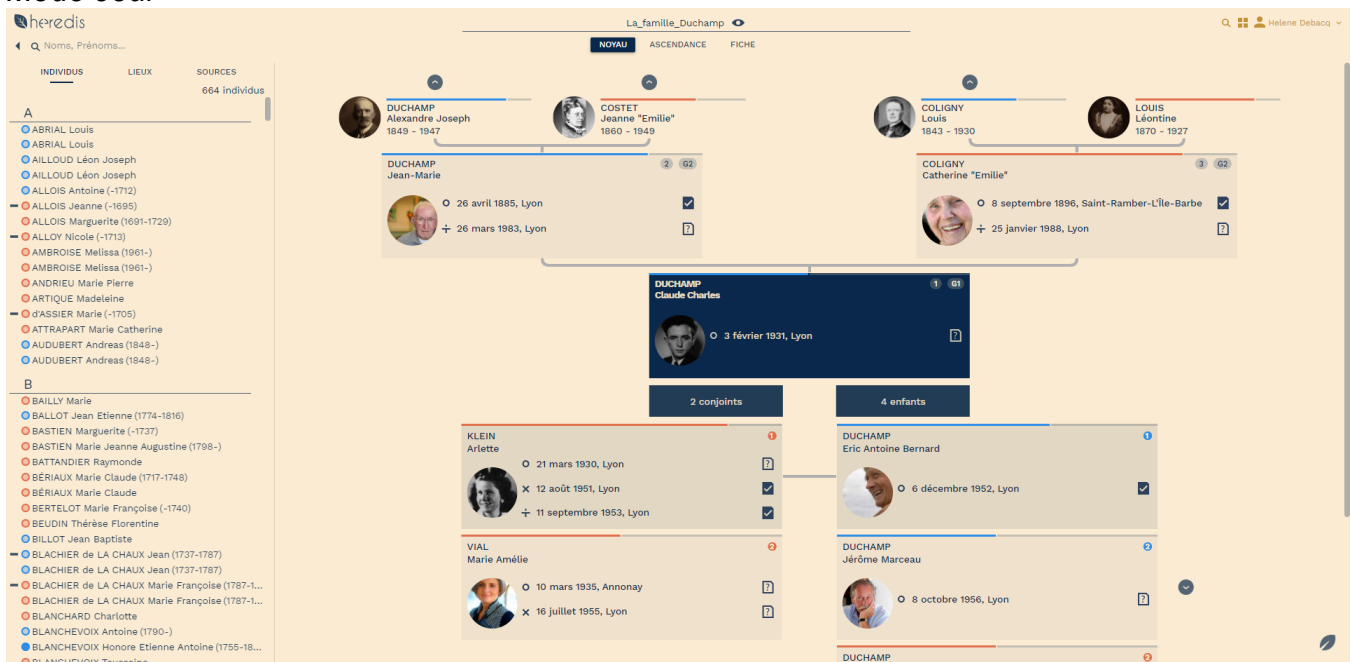 heredis
La_famille_Duchamp
Helene Debacq
Noms, Prénoms...
NOYAU ASCENDANCE FICHE
INDIVIDUS LIEUX SOURCES
664 individus
A
ABRIAL Louis
ABRIAL Louis
AILLOUD Léon Joseph
AILLOUD Léon Joseph
ALLOIS Antoine (-1712)
ALLOIS Jeanne (-1695)
ALLOIS Marguerite (1691-1729)
ALLOY Nicole (-1713)
AMBROISE Melissa (1961-)
AMBROISE Melissa (1961-)
ANDRIEU Marie Pierre
ARTIQUE Madeleine
d'ASSIER Marie (-1705)
ATTRAPART Marie Catherine
AUDUBERT Andreas (1848-)
AUDUBERT Andreas (1848-)
B
BAILLY Marie
BALLOT Jean Etienne (1774-1816)
BASTIEN Marguerite (-1737)
BASTIEN Marie Jeanne Augustine (1798-)
BATTANDIER Raymonde
BÉRIAUX Marie Claude (1717-1748)
BÉRIAUX Marie Claude
BERTELOT Marie Françoise (-1740)
BEUDIN Thérèse Florentine
BILLOT Jean Baptiste
BLACHIER de LA CHAUX Jean (1737-1787)
BLACHIER de LA CHAUX Jean (1737-1787)
BLACHIER de LA CHAUX Marie Françoise (1787-1...
BLACHIER de LA CHAUX Marie Françoise (1787-1...
BLANCHARD Charlotte
BLANCHEVOIX Antoine (1790-)
BLANCHEVOIX Honore Etienne Antoine (1755-18...
DUCHAMP
Alexandre Joseph
1849 - 1947
COSTET
Jeanne "Emilie"
1860 - 1949
COLIGNY
Louis
1843 - 1930
LOUIS
Léontine
1870 - 1927
DUCHAMP 2 G2
Jean-Marie
26 avril 1885, Lyon
26 mars 1983, Lyon ?
COLIGNY 3 G2
Catherine "Emilie"
8 septembre 1896, Saint-Ramber-L'Île-Barbe
25 janvier 1988, Lyon ?
DUCHAMP 1 G1
Claude Charles
3 février 1931, Lyon ?
2 conjoints
4 enfants
KLEIN 1
Arlette
21 mars 1930, Lyon ?
12 août 1951, Lyon
11 septembre 1953, Lyon
VIAL 2
Marie Amélie
10 mars 1935, Annonay ?
16 juillet 1955, Lyon ?
DUCHAMP 1
Eric Antoine Bernard
6 décembre 1952, Lyon
DUCHAMP 2
Jérôme Marceau
8 octobre 1956, Lyon ?
DUCHAMP 2